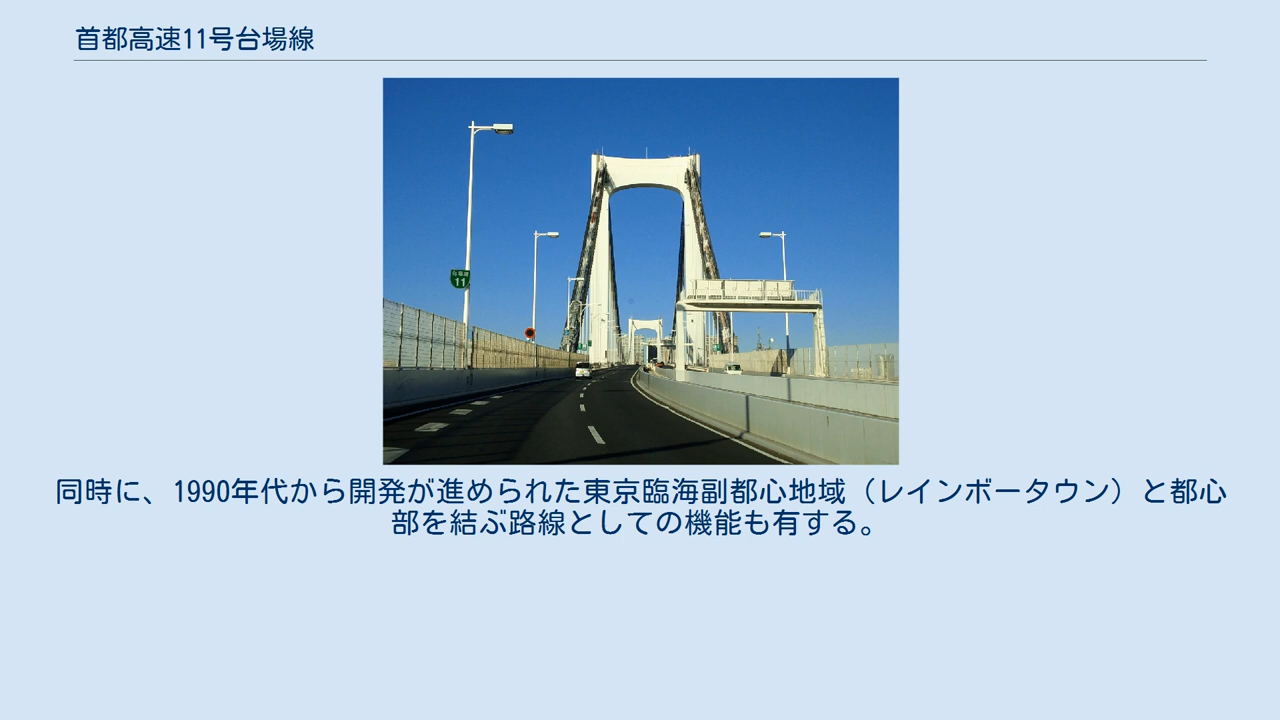 首都高速11号台場線
台場線
11
同時に、1990年代から開発が進められた東京臨海副都心地域（レインボータウン）と都心
部を結ぶ路線としての機能も有する。